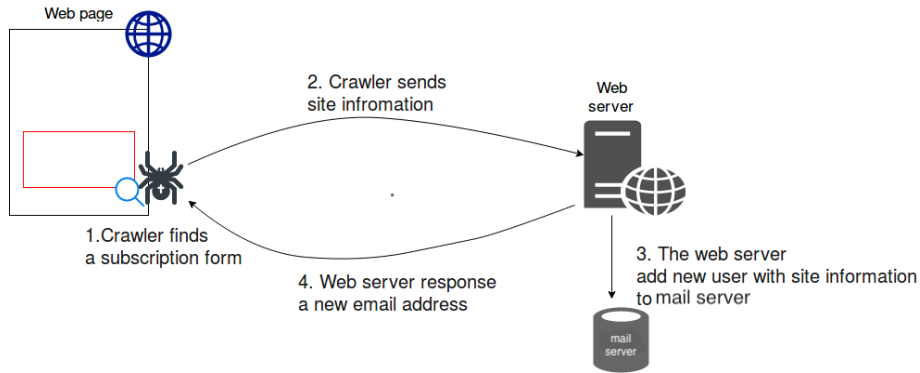 Web page
2. Crawler sends
site infromation
Web
server
1.Crawler finds
a subscription form
4. Web server response
a new email address
3. The web server
add new user with site information
to mail server
mail
server